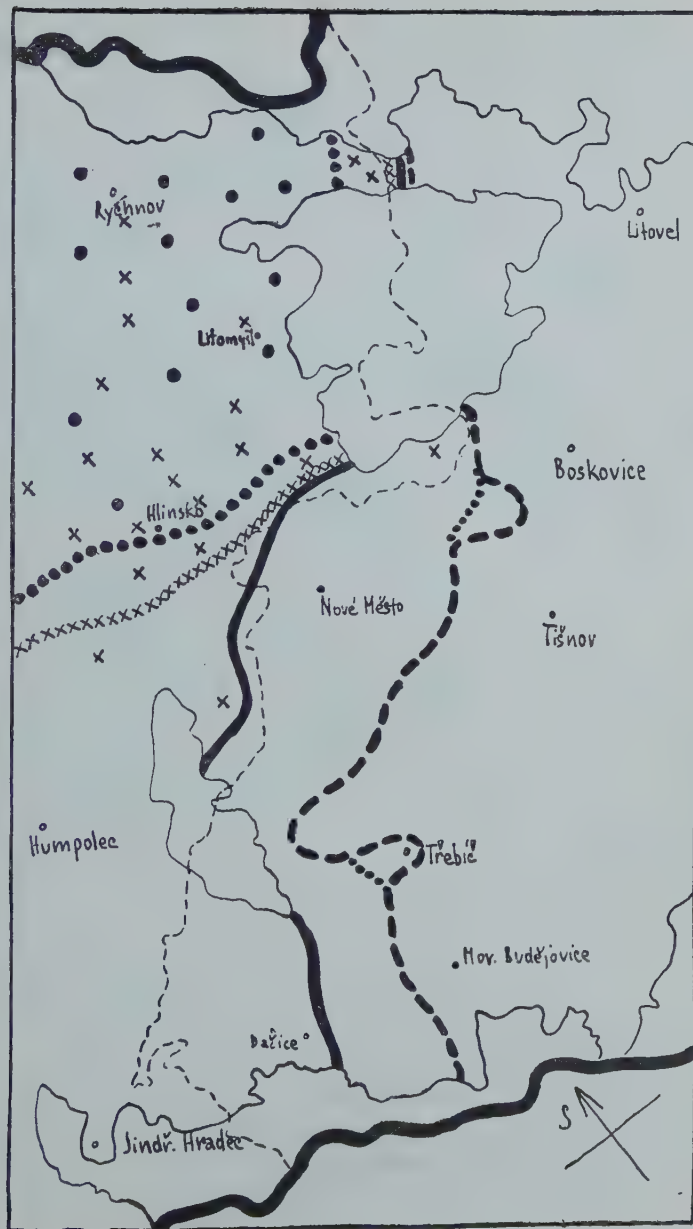 Rychnov
Litovel
Litomyšl
Boskovice
Hlinsko
Nové Město
Tišnov
Humpolec
Třebíč
Mor. Budějovice
Dačice
S
Jindř. Hradec